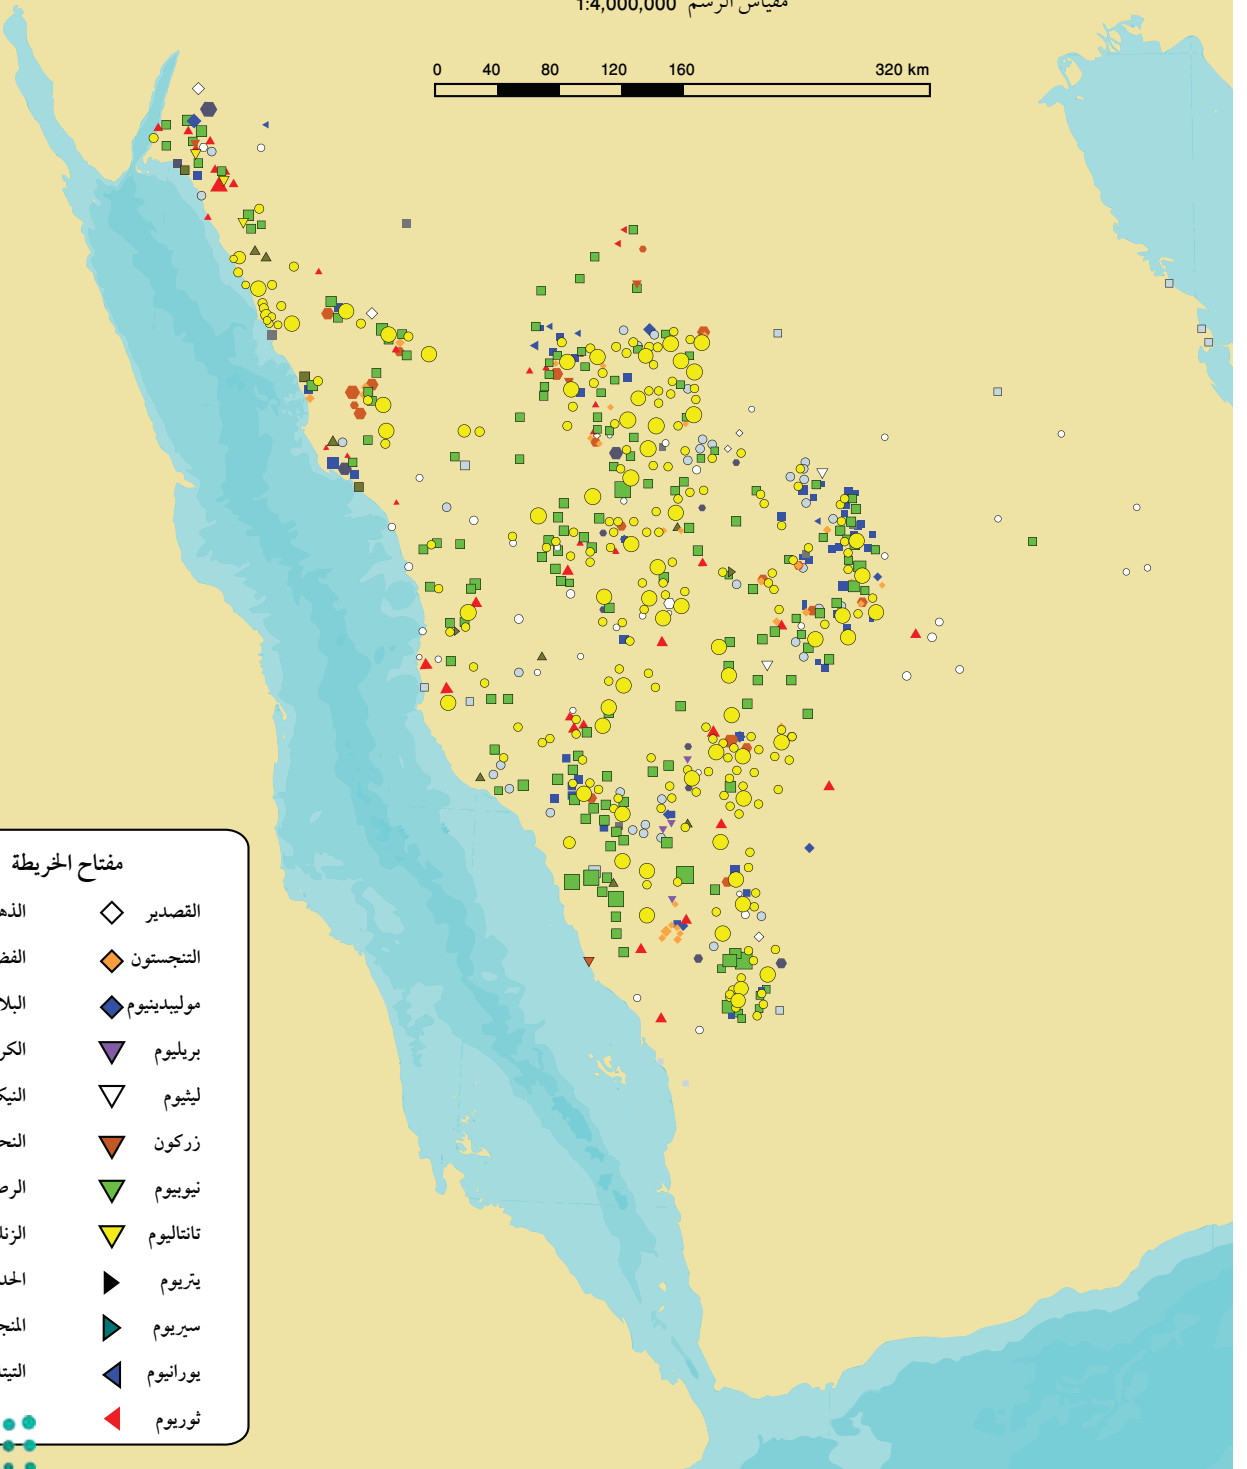 مقياس الرسم 1:4,000,000
0 40 80 120 160 320 km
مفتاح الخريطة
القصدير
التنجستون
موليبدينيوم
بريليوم
ليثيوم
زركون
نيوبيوم
تانتاليوم
يتريوم
سيريوم
يورانيوم
ثوريوم